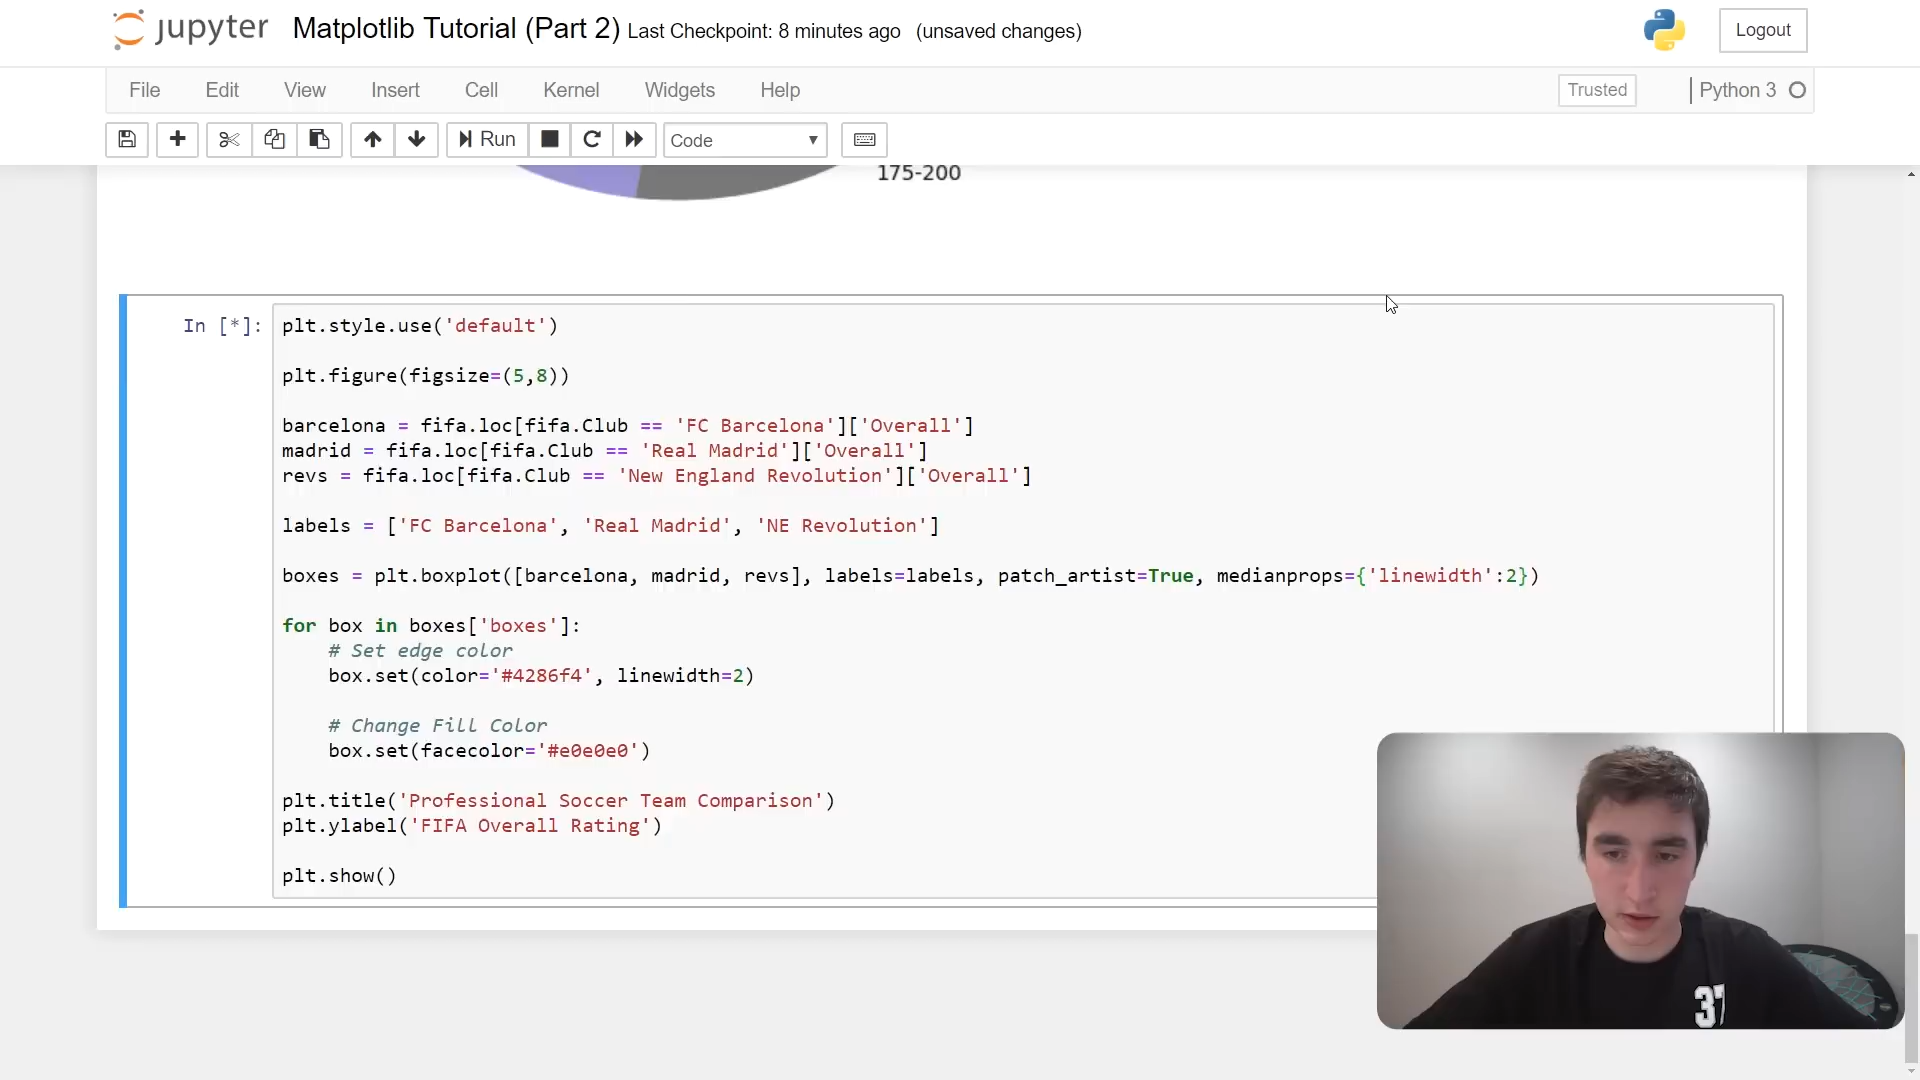 jupyter Matplotlib Tutorial (Part 2) Last Checkpoint: 8 minutes ago (unsaved changes) Logout
File Edit View Insert Cell Kernel Widgets Help Trusted Python 3
Run Code
175-200
In [*]: plt.style.use('default')
plt.figure(figsize=(5,8))
barcelona = fifa.loc[fifa.Club == 'FC Barcelona']['Overall']
madrid = fifa.loc[fifa.Club == 'Real Madrid']['Overall']
revs = fifa.loc[fifa.Club == 'New England Revolution']['Overall']
labels = ['FC Barcelona', 'Real Madrid', 'NE Revolution']
boxes = plt.boxplot([barcelona, madrid, revs], labels=labels, patch_artist=True, medianprops={'linewidth':2})
for box in boxes['boxes']:
# Set edge color
box.set(color='#4286f4', linewidth=2)
# Change Fill Color
box.set(facecolor='#e0e0e0')
plt.title('Professional Soccer Team Comparison')
plt.ylabel('FIFA Overall Rating')
plt.show()
37